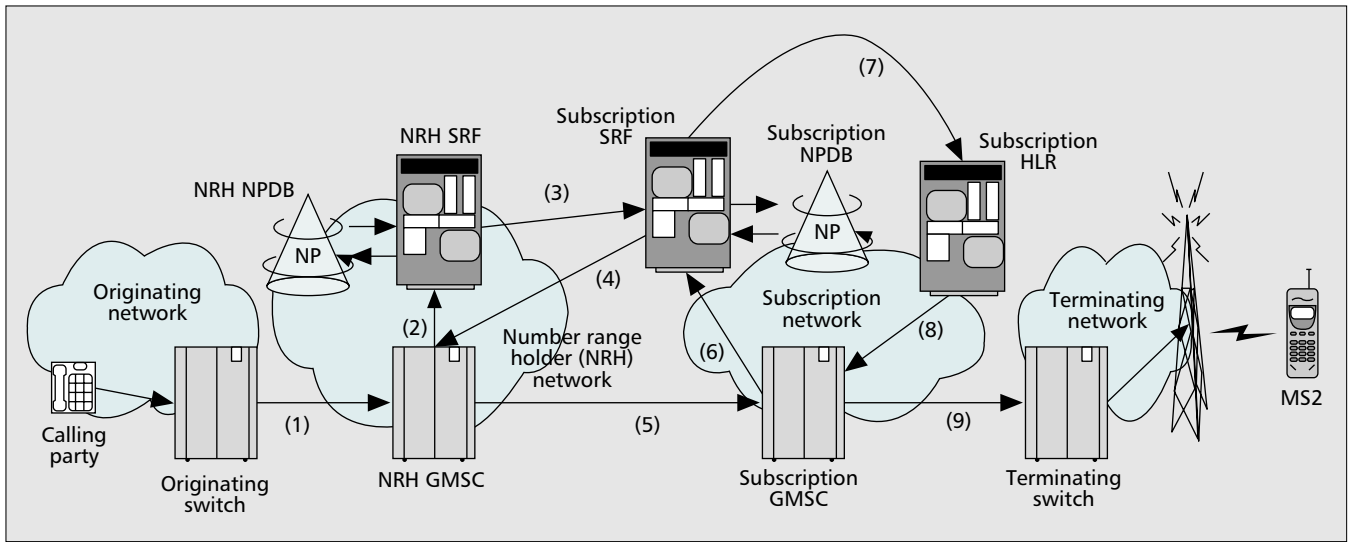 (7)
Subscription
SRF
Subscription
NPDB
Subscription
HLR
NRH SRF
NRH NPDB
(3)
NP
NP
(4)
Originating
network
Subscription
network
Terminating
network
(2)
(6)
(8)
Number range
holder (NRH)
network
(1)
(5)
(9)
MS2
Calling
party
Originating
switch
NRH GMSC
Subscription
GMSC
Terminating
switch